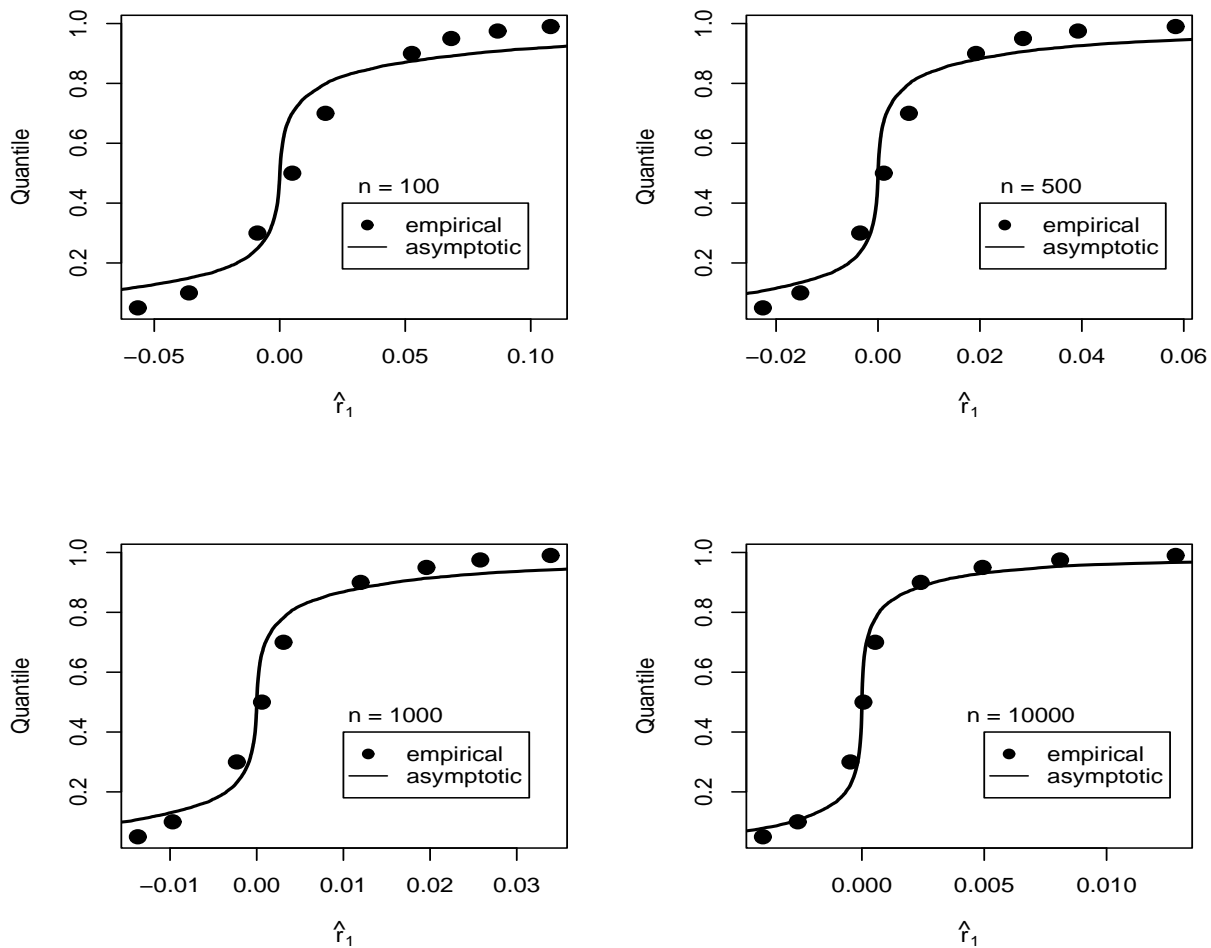 1.0
0.8
0.6
0.4
0.2
Quantile
n = 100
empirical
asymptotic
−0.05 0.00 0.05 0.10
r̂₁
1.0
0.8
0.6
0.4
0.2
Quantile
n = 500
empirical
asymptotic
−0.02 0.00 0.02 0.04 0.06
r̂₁
1.0
0.8
0.6
0.4
0.2
Quantile
n = 1000
empirical
asymptotic
−0.01 0.00 0.01 0.02 0.03
r̂₁
1.0
0.8
0.6
0.4
0.2
Quantile
n = 10000
empirical
asymptotic
0.000 0.005 0.010
r̂₁